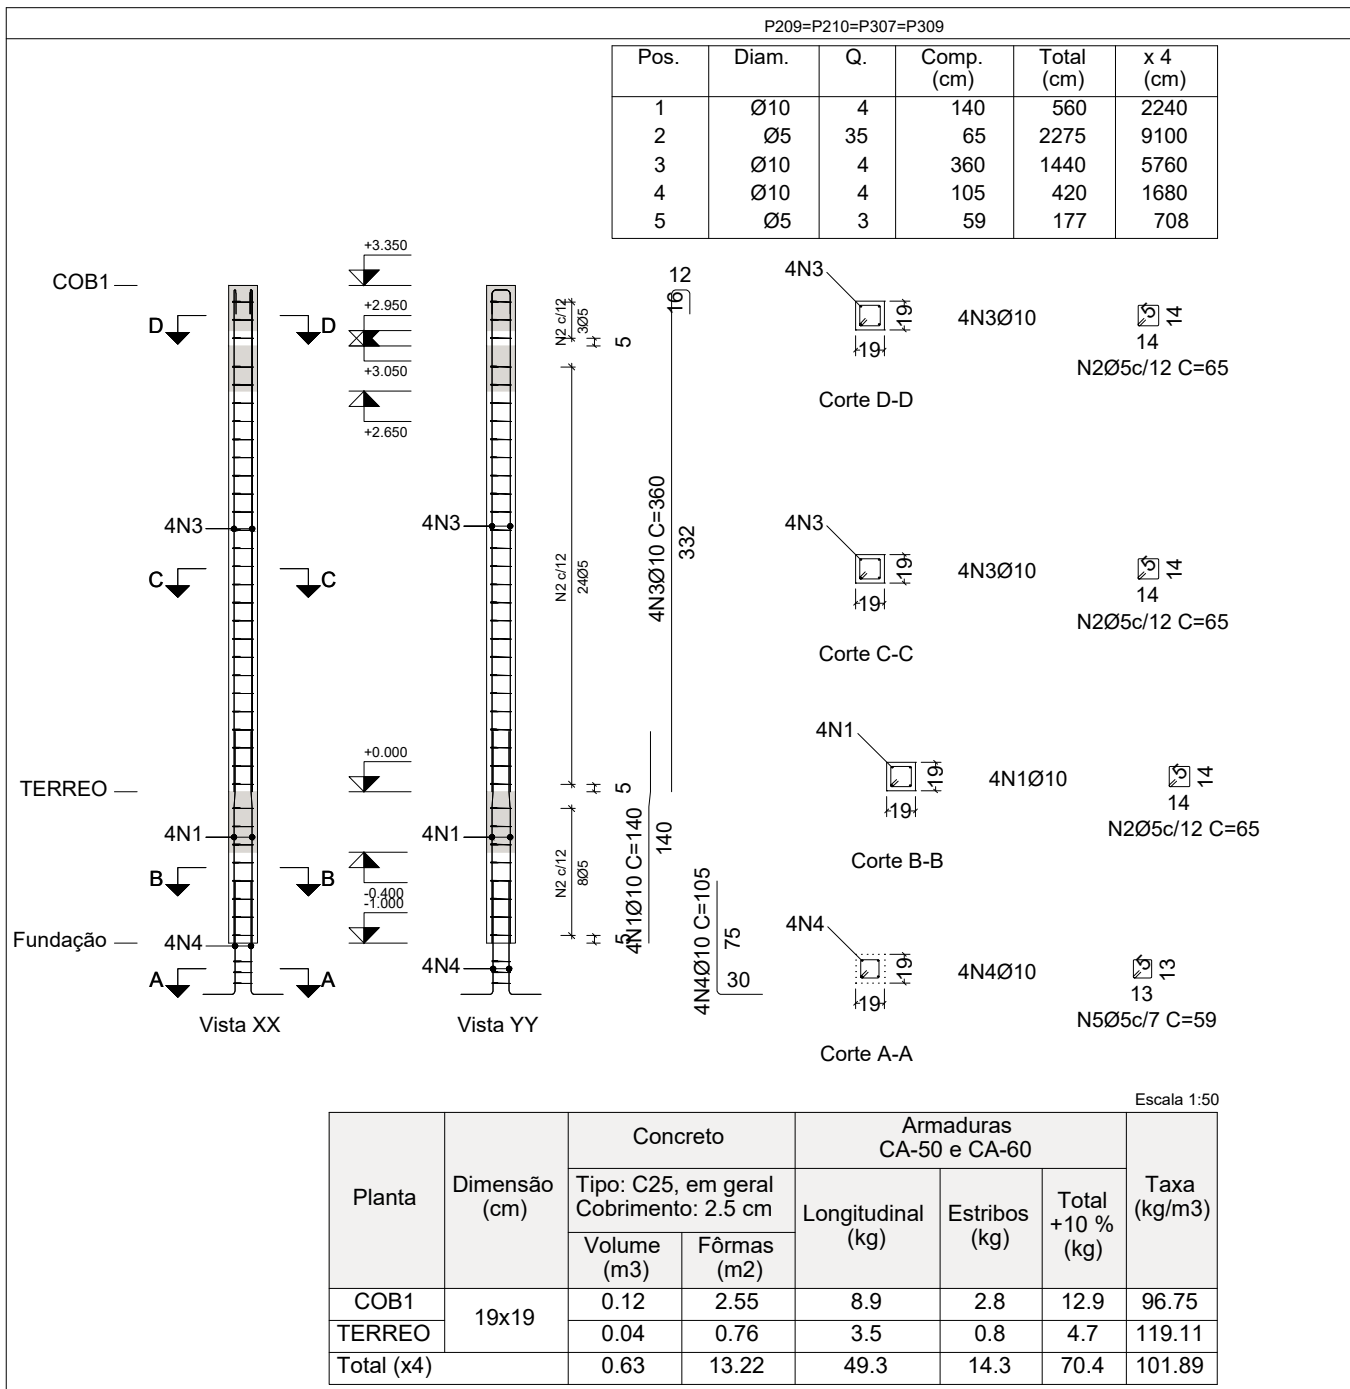 P209=P210=P307=P309
Pos. Diam. Q. Comp. (cm) Total (cm) x 4 (cm)
1 Ø10 4 140 560 2240
2 Ø5 35 65 2275 9100
3 Ø10 4 360 1440 5760
4 Ø10 4 105 420 1680
5 Ø5 3 59 177 708
COB1
D D
4N3
C C
TERREO
4N1
B B
Fundação
4N4
A A
Vista XX
+3.350
+2.950
+3.050
+2.650
+0.000
-0.400
-1.000
4N3
4N1
4N4
Vista YY
N2 c/12
3Ø5
5
N2 c/12
24Ø5
5
N2 c/12
8Ø5
5
12
16
4N3Ø10 C=360
332
4N1Ø10 C=140
140
4N4Ø10 C=105
75
30
4N3
19
19
4N3Ø10
5
14
14
N2Ø5c/12 C=65
Corte D-D
4N3
19
19
4N3Ø10
5
14
14
N2Ø5c/12 C=65
Corte C-C
4N1
19
19
4N1Ø10
5
14
14
N2Ø5c/12 C=65
Corte B-B
4N4
19
19
4N4Ø10
5
13
13
N5Ø5c/7 C=59
Corte A-A
Escala 1:50
Planta
Dimensão
(cm)
Concreto
Tipo: C25, em geral
Cobrimento: 2.5 cm
Volume
(m3)
Fôrmas
(m2)
Armaduras
CA-50 e CA-60
Longitudinal
(kg)
Estribos
(kg)
Total
+10 %
(kg)
Taxa
(kg/m3)
COB1 19x19 0.12 2.55 8.9 2.8 12.9 96.75
TERREO 0.04 0.76 3.5 0.8 4.7 119.11
Total (x4) 0.63 13.22 49.3 14.3 70.4 101.89